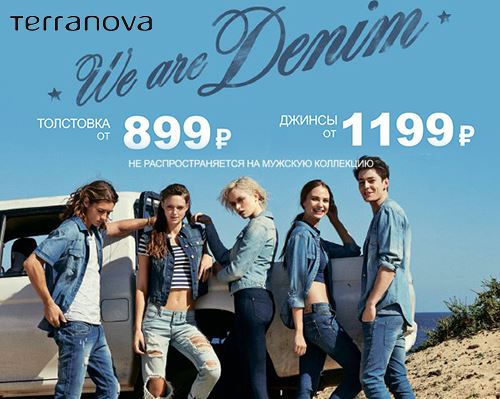 terranova
We are Denim
ТОЛСТОВКА ОТ 899₽
ДЖИНСЫ ОТ 1199₽
НЕ РАСПРОСТРАНЯЕТСЯ НА МУЖСКУЮ КОЛЛЕКЦИЮ